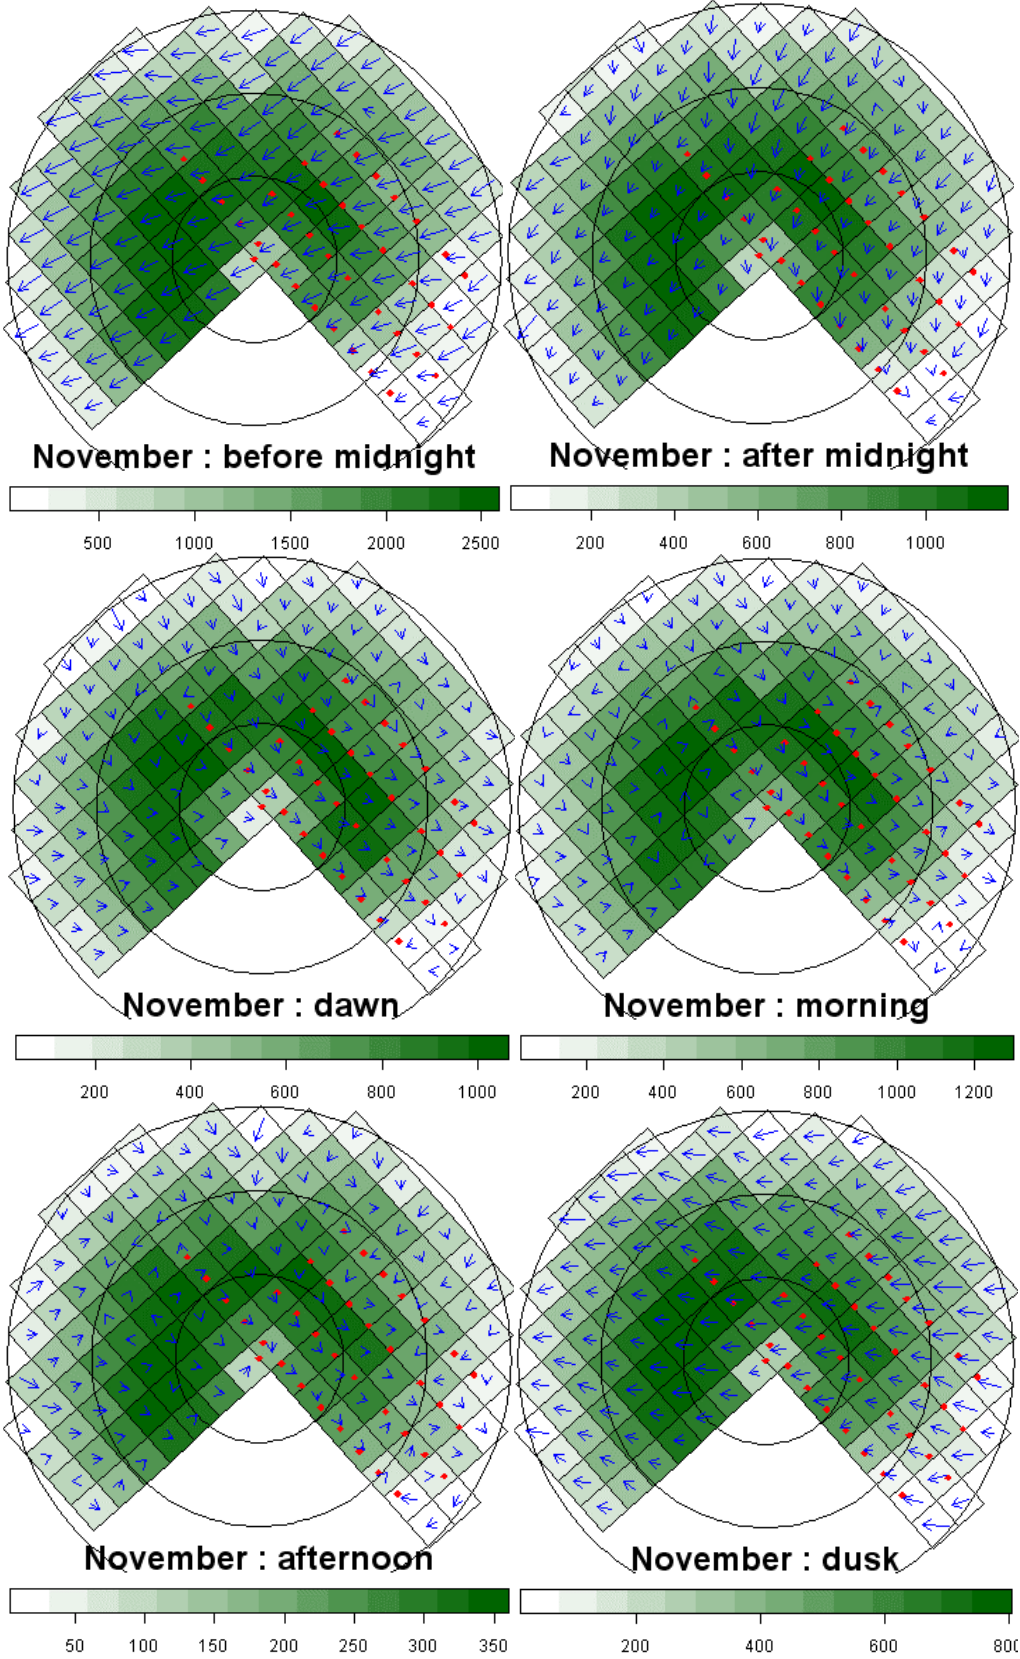 November : before midnight
November : after midnight
500 1000 1500 2000 2500
200 400 600 800 1000
November : dawn
November : morning
200 400 600 800 1000
200 400 600 800 1000 1200
November : afternoon
November : dusk
50 100 150 200 250 300 350
200 400 600 800